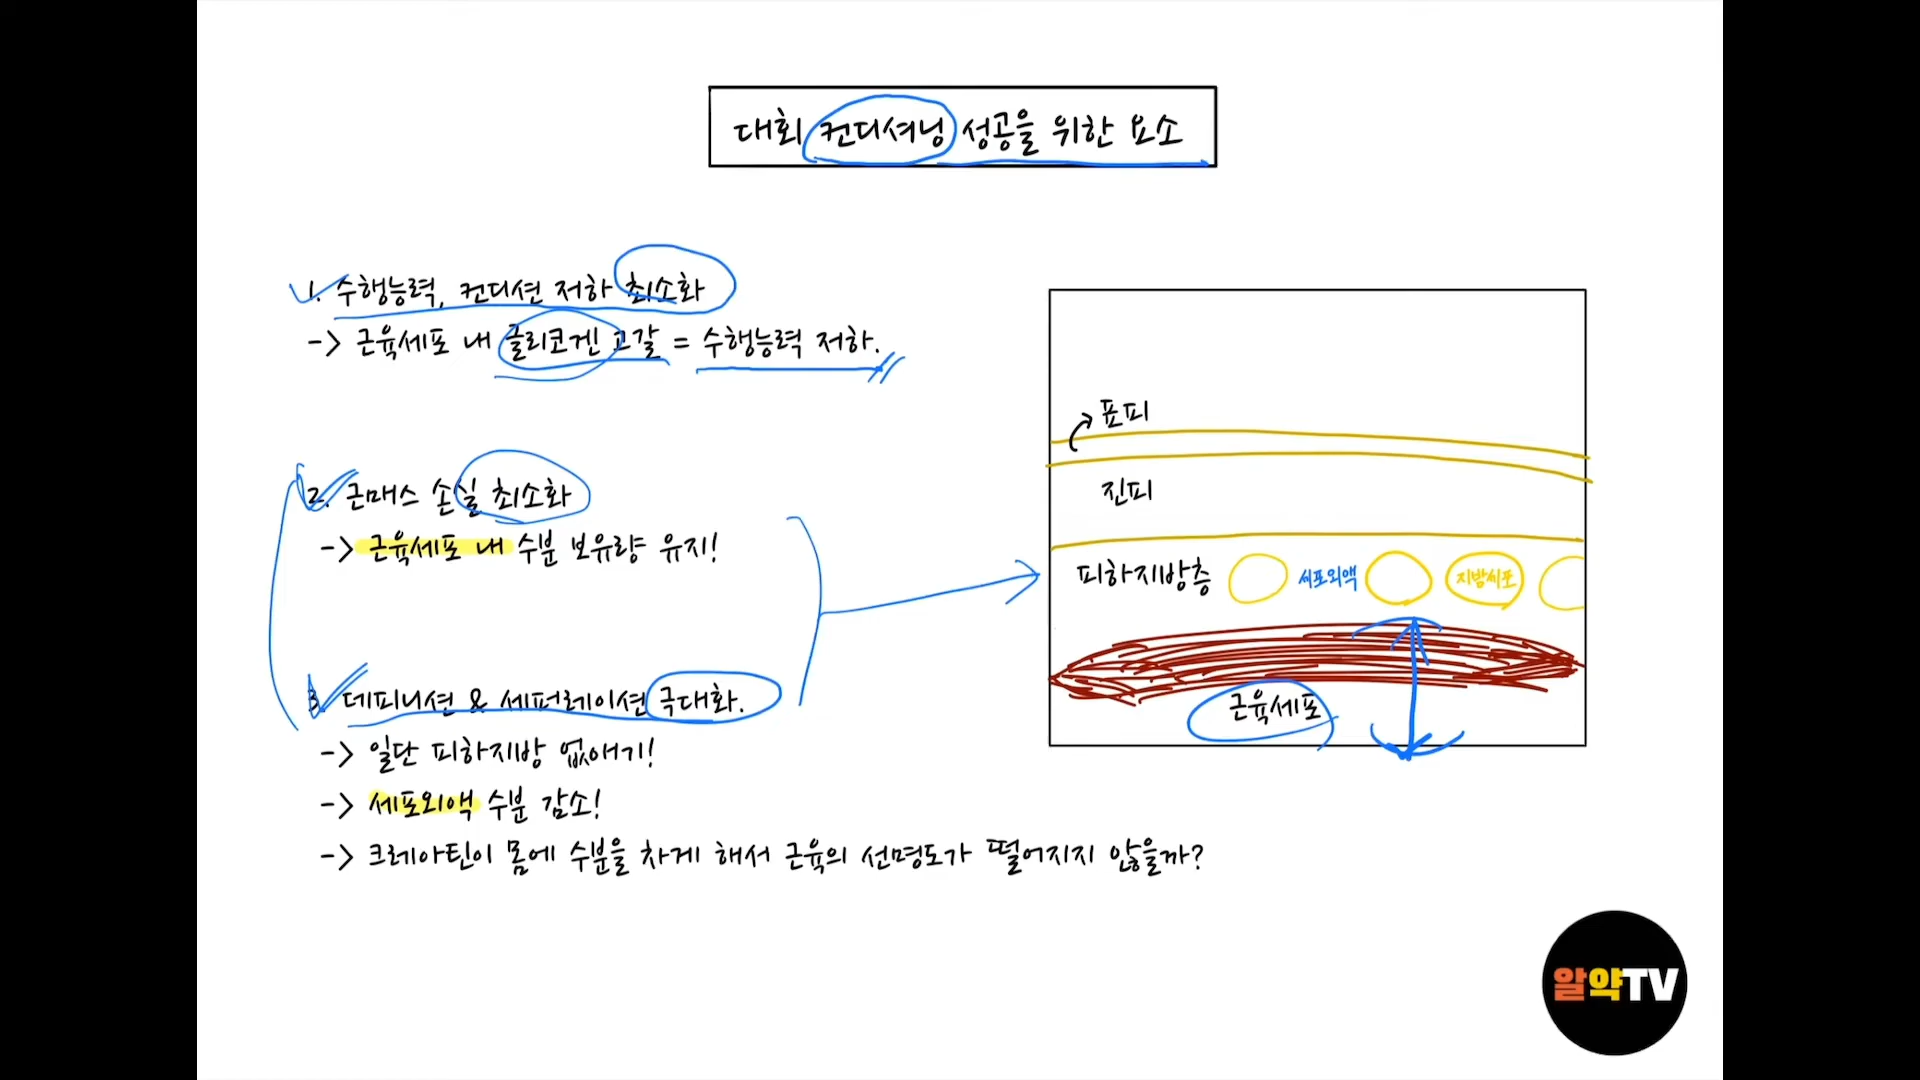 대회 컨디셔닝 성공을 위한 요소
1. 수행능력, 컨디션 저하 최소화
-> 근육세포 내 글리코겐 고갈 = 수행능력 저하.
2. 근매스 손실 최소화
-> 근육세포 내 수분 보유량 유지!
3. 데피니션 & 세퍼레이션 극대화.
-> 일단 피하지방 없애기!
-> 세포외액 수분 감소!
-> 크레아틴이 몸에 수분을 차게 해서 근육의 선명도가 떨어지지 않을까?
표피
진피
피하지방층 세포외액 지방세포
근육세포
알약TV